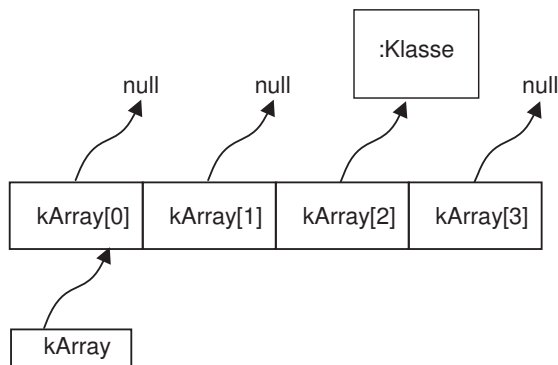 :Klasse
null
null
null
kArray[0]
kArray[1]
kArray[2]
kArray[3]
kArray